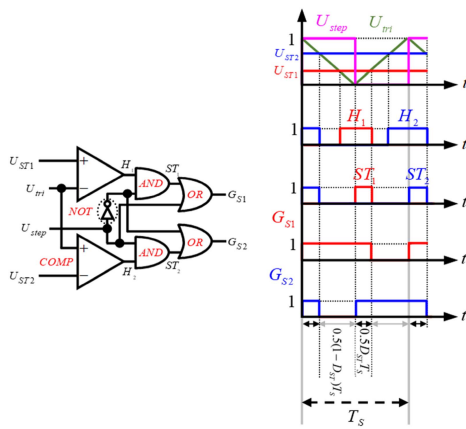 U_ST1
U_tri
U_step
U_ST2
NOT
COMP
H_1
H_2
AND
AND
ST_1
ST_2
OR
OR
G_S1
G_S2
U_step U_tri
1
U_ST2
U_ST1
t
H_1 H_2
1
t
ST_1 ST_2
1
t
G_S1
1
t
G_S2
1
t
0.5(1−D_ST)T_S
0.5D_ST T_S
T_S